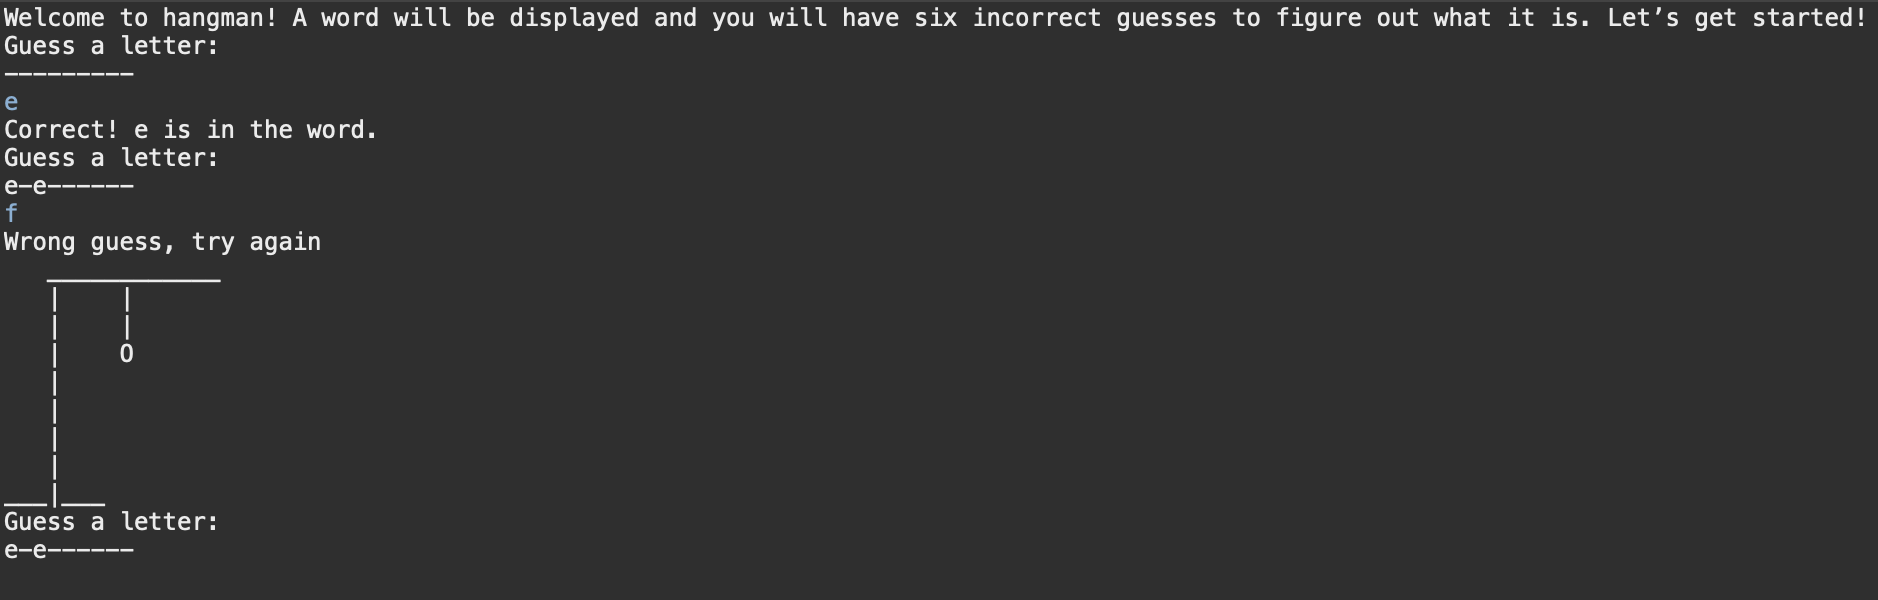 Welcome to hangman! A word will be displayed and you will have six incorrect guesses to figure out what it is. Let’s get started!
Guess a letter:
---------
e
Correct! e is in the word.
Guess a letter:
e-e------
f
Wrong guess, try again
   ____________
   |    |
   |    |
   |    O
   |
   |
   |
   |
___|___
Guess a letter:
e-e------